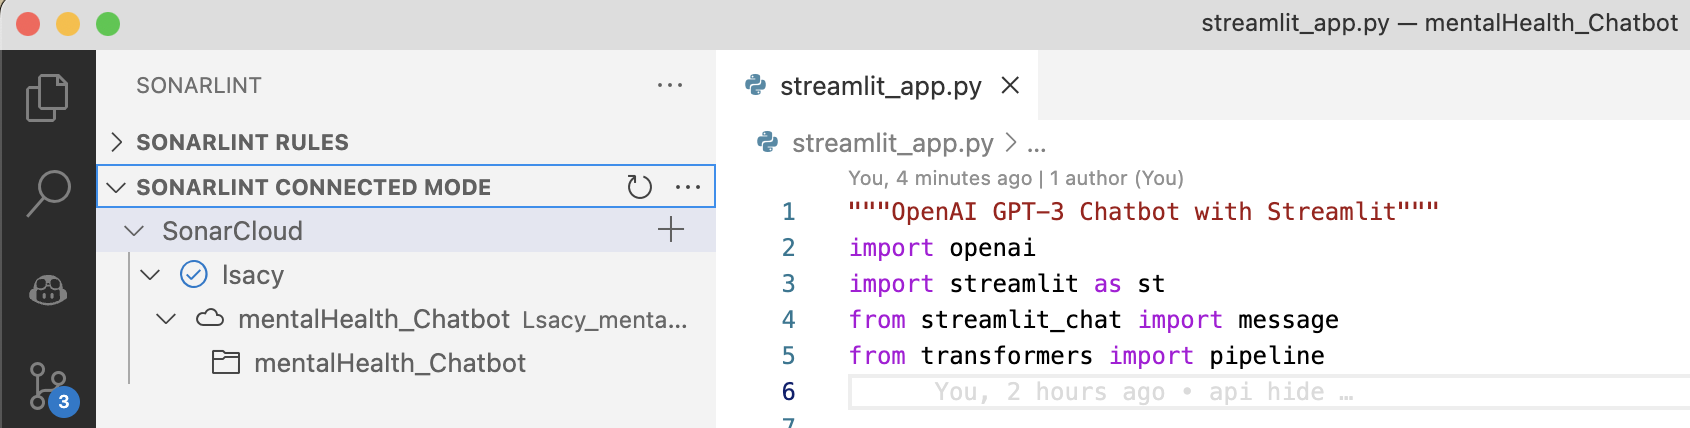 streamlit_app.py — mentalHealth_Chatbot
SONARLINT
SONARLINT RULES
SONARLINT CONNECTED MODE
SonarCloud
lsacy
mentalHealth_Chatbot Lsacy_menta...
mentalHealth_Chatbot
3
streamlit_app.py
streamlit_app.py > ...
You, 4 minutes ago | 1 author (You)
1 """OpenAI GPT-3 Chatbot with Streamlit"""
2 import openai
3 import streamlit as st
4 from streamlit_chat import message
5 from transformers import pipeline
6 You, 2 hours ago • api hide …
7